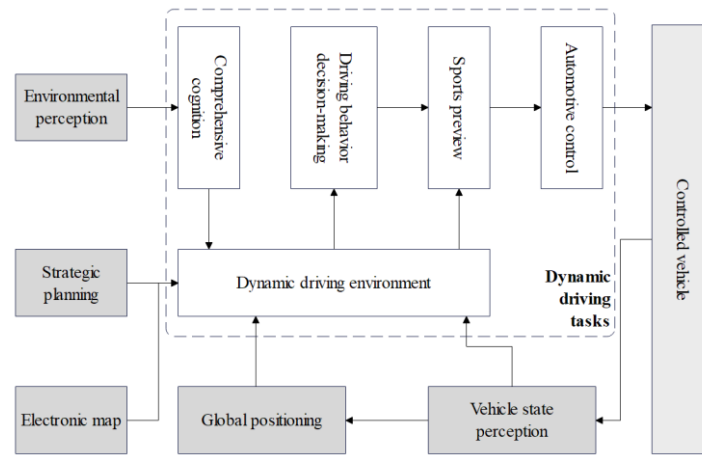 Environmental
perception
Comprehensive
cognition
Driving behavior
decision-making
Sports preview
Automotive control
Controlled vehicle
Strategic
planning
Dynamic driving environment
Dynamic
driving
tasks
Electronic map
Global positioning
Vehicle state
perception